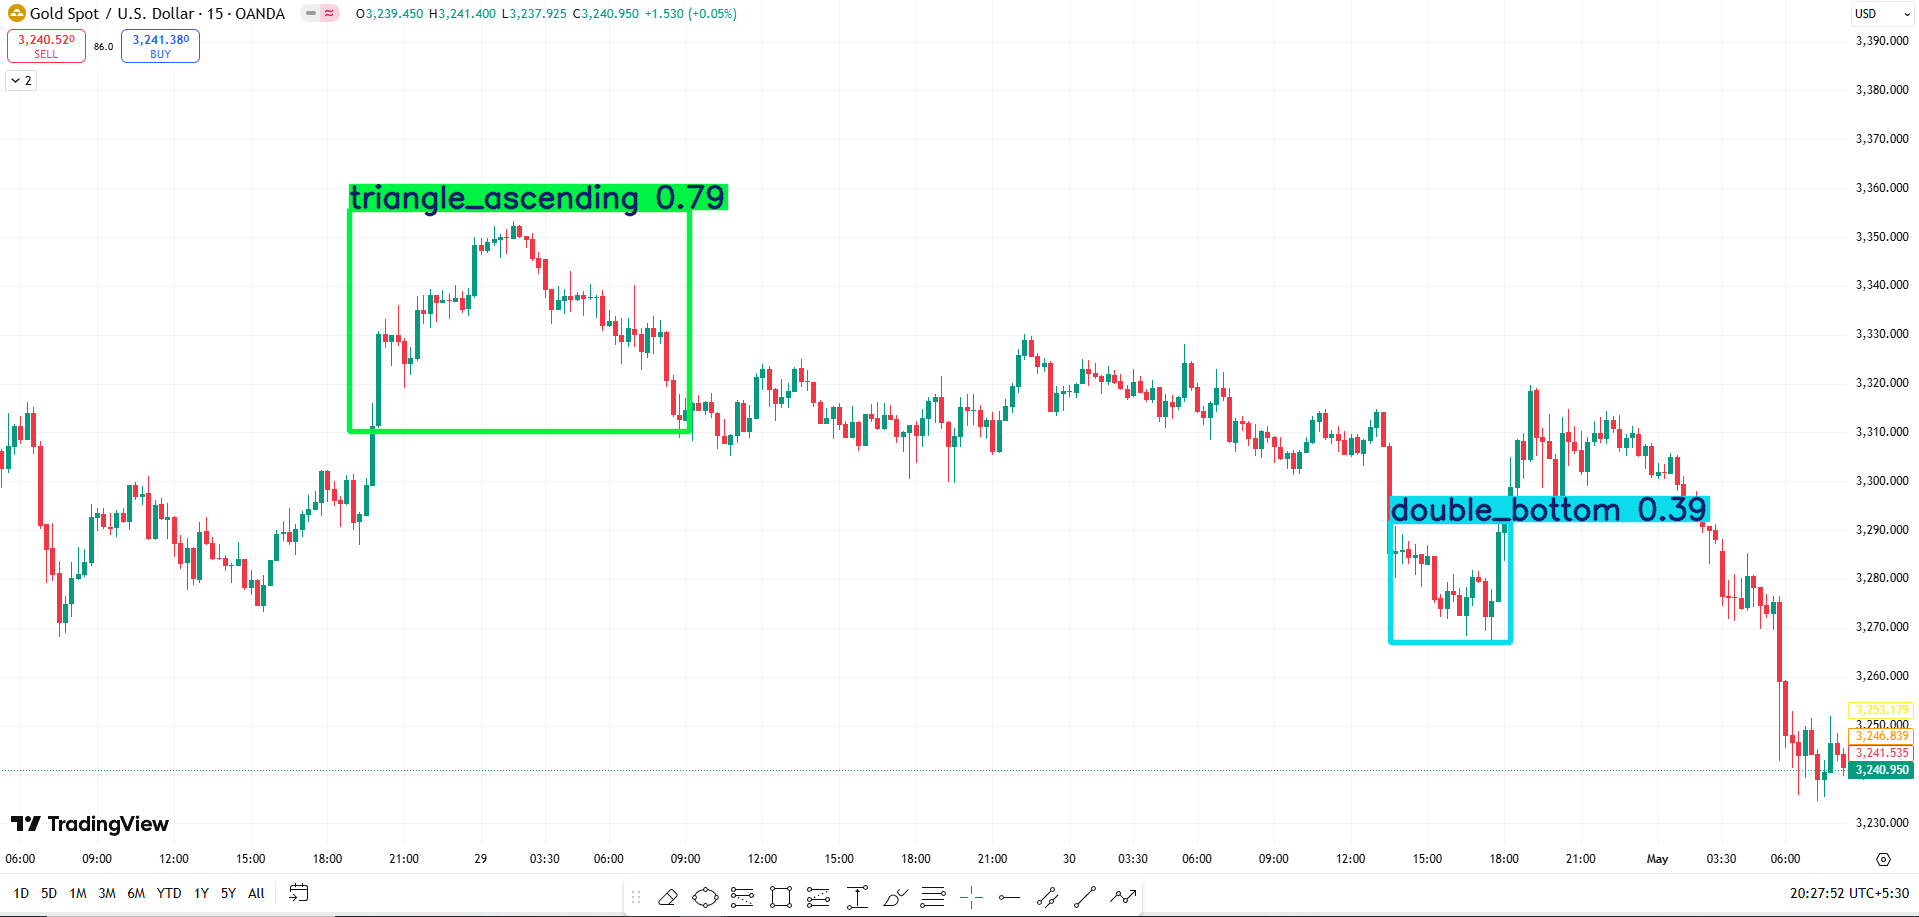 Gold Spot / U.S. Dollar · 15 · OANDA
O3,239.450 H3,241.400 L3,237.925 C3,240.950 +1.530 (+0.05%)
USD
3,240.520
SELL
86.0
3,241.380
BUY
2
3,390.000
3,380.000
3,370.000
3,360.000
3,350.000
3,340.000
3,330.000
3,320.000
3,310.000
3,300.000
3,290.000
3,280.000
3,270.000
3,260.000
3,253.179
3,250.000
3,246.839
3,241.535
3,240.950
3,230.000
triangle_ascending 0.79
double_bottom 0.39
TradingView
06:00 09:00 12:00 15:00 18:00 21:00 29 03:30 06:00 09:00 12:00 15:00 18:00 21:00 30 03:30 06:00 09:00 12:00 15:00 18:00 21:00 May 03:30 06:00
1D 5D 1M 3M 6M YTD 1Y 5Y All
20:27:52 UTC+5:30